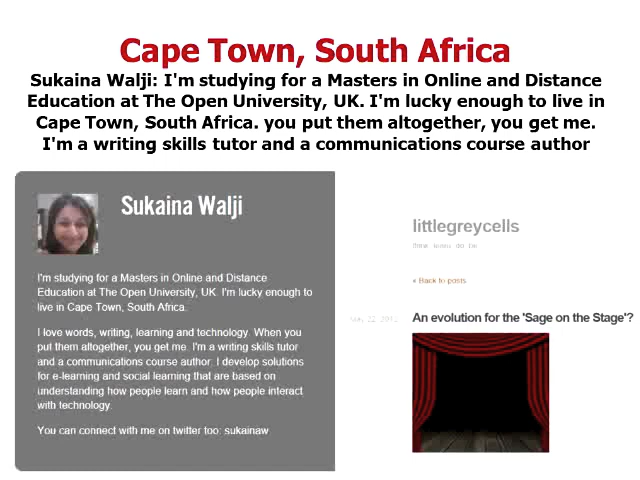 Cape Town, South Africa
Sukaina Walji: I'm studying for a Masters in Online and Distance
Education at The Open University, UK. I'm lucky enough to live in
Cape Town, South Africa. you put them altogether, you get me.
I'm a writing skills tutor and a communications course author
Sukaina Walji
I'm studying for a Masters in Online and Distance
Education at The Open University, UK. I'm lucky enough to
live in Cape Town, South Africa.
I love words, writing, learning and technology. When you
put them altogether, you get me. I'm a writing skills tutor
and a communications course author. I develop solutions
for e-learning and social learning that are based on
understanding how people learn and how people interact
with technology.
You can connect with me on twitter too: sukainaw
littlegreycells
« Back to posts
An evolution for the 'Sage on the Stage'?